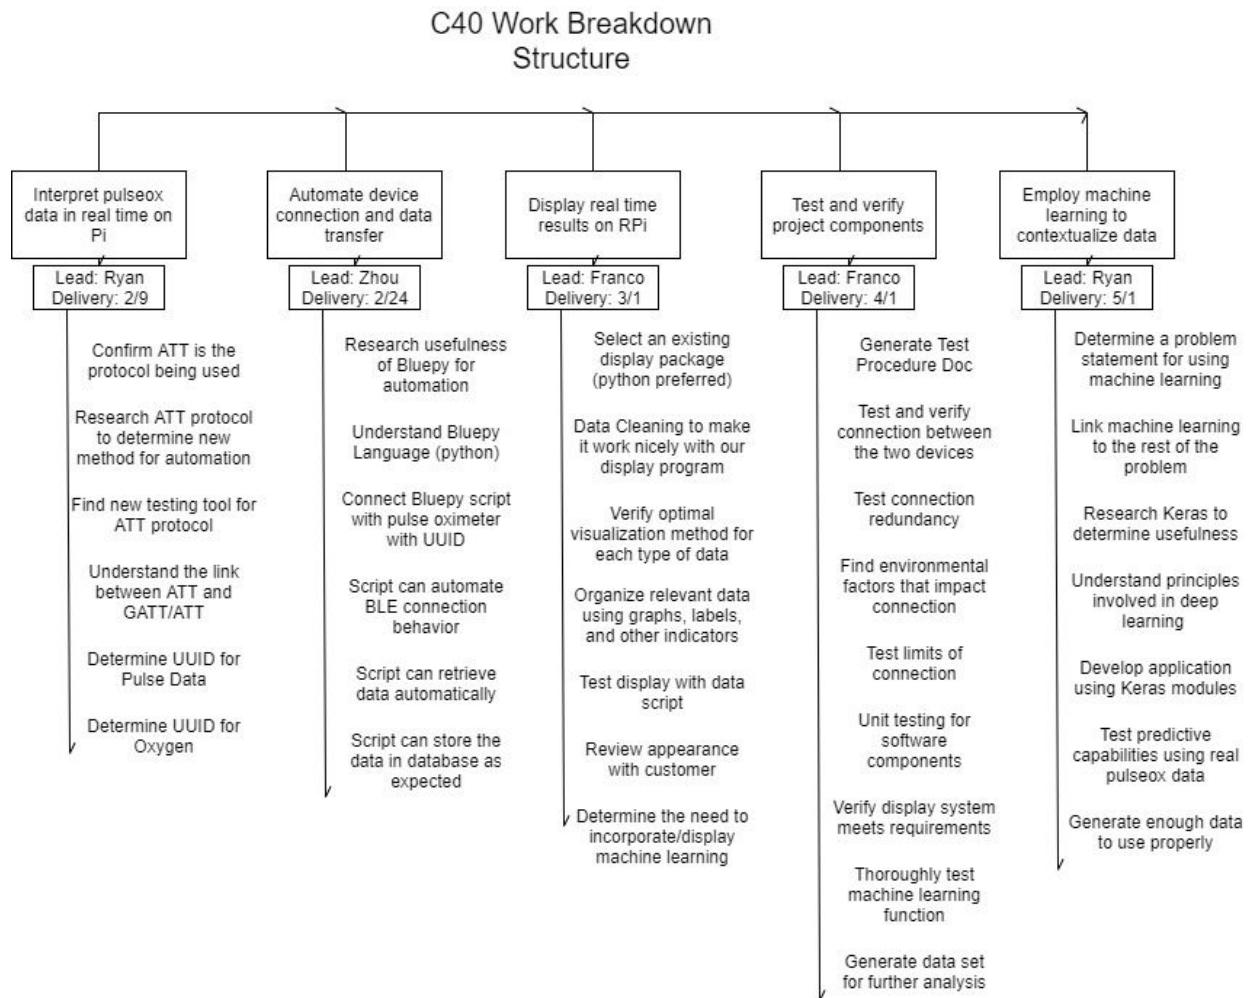 C40 Work Breakdown
Structure
Interpret pulseox
data in real time on
Pi
Lead: Ryan
Delivery: 2/9
Confirm ATT is the
protocol being used
Research ATT protocol
to determine new
method for automation
Find new testing tool for
ATT protocol
Understand the link
between ATT and
GATT/ATT
Determine UUID for
Pulse Data
Determine UUID for
Oxygen
Automate device
connection and data
transfer
Lead: Zhou
Delivery: 2/24
Research usefulness
of Bluepy for
automation
Understand Bluepy
Language (python)
Connect Bluepy script
with pulse oximeter
with UUID
Script can automate
BLE connection
behavior
Script can retrieve
data automatically
Script can store the
data in database as
expected
Display real time
results on RPi
Lead: Franco
Delivery: 3/1
Select an existing
display package
(python preferred)
Data Cleaning to make
it work nicely with our
display program
Verify optimal
visualization method for
each type of data
Organize relevant data
using graphs, labels,
and other indicators
Test display with data
script
Review appearance
with customer
Determine the need to
incorporate/display
machine learning
Test and verify
project components
Lead: Franco
Delivery: 4/1
Generate Test
Procedure Doc
Test and verify
connection between
the two devices
Test connection
redundancy
Find environmental
factors that impact
connection
Test limits of
connection
Unit testing for
software
components
Verify display system
meets requirements
Thoroughly test
machine learning
function
Generate data set
for further analysis
Employ machine
learning to
contextualize data
Lead: Ryan
Delivery: 5/1
Determine a problem
statement for using
machine learning
Link machine learning
to the rest of the
problem
Research Keras to
determine usefulness
Understand principles
involved in deep
learning
Develop application
using Keras modules
Test predictive
capabilities using real
pulseox data
Generate enough data
to use properly